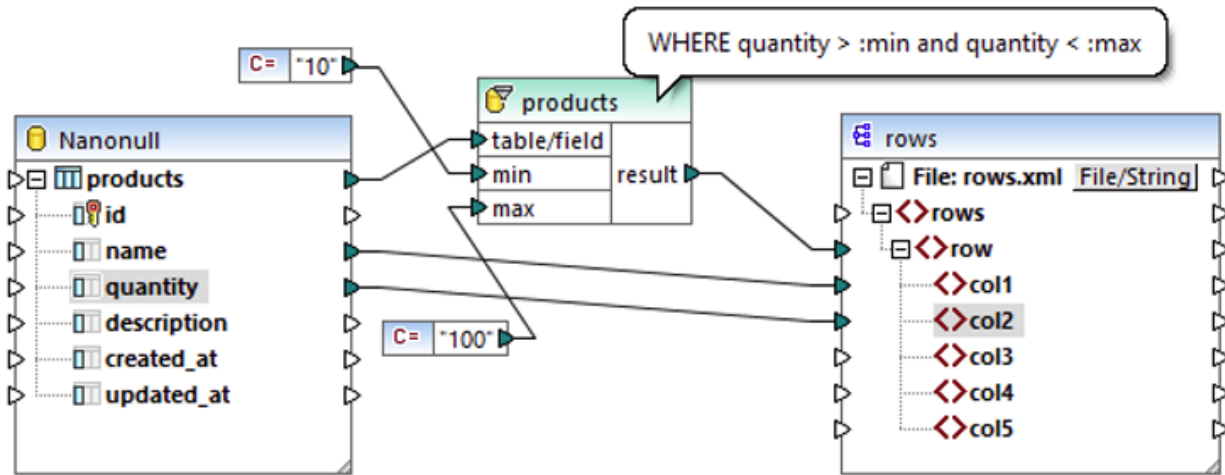 WHERE quantity > :min and quantity < :max
C= "10"
products
table/field
min
max
result
Nanonull
products
id
name
quantity
description
created_at
updated_at
C= "100"
rows
File: rows.xml File/String
rows
row
col1
col2
col3
col4
col5